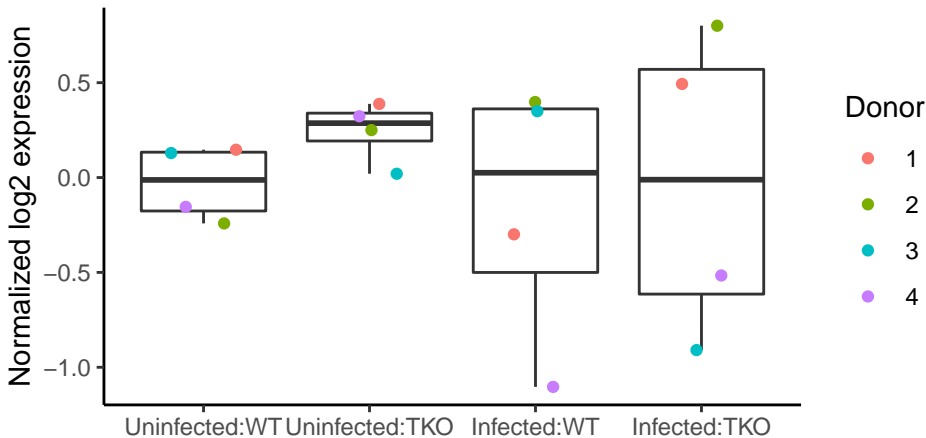 Normalized log2 expression
0.5
0.0
−0.5
−1.0
Uninfected:WT Uninfected:TKO Infected:WT Infected:TKO
Donor
1
2
3
4